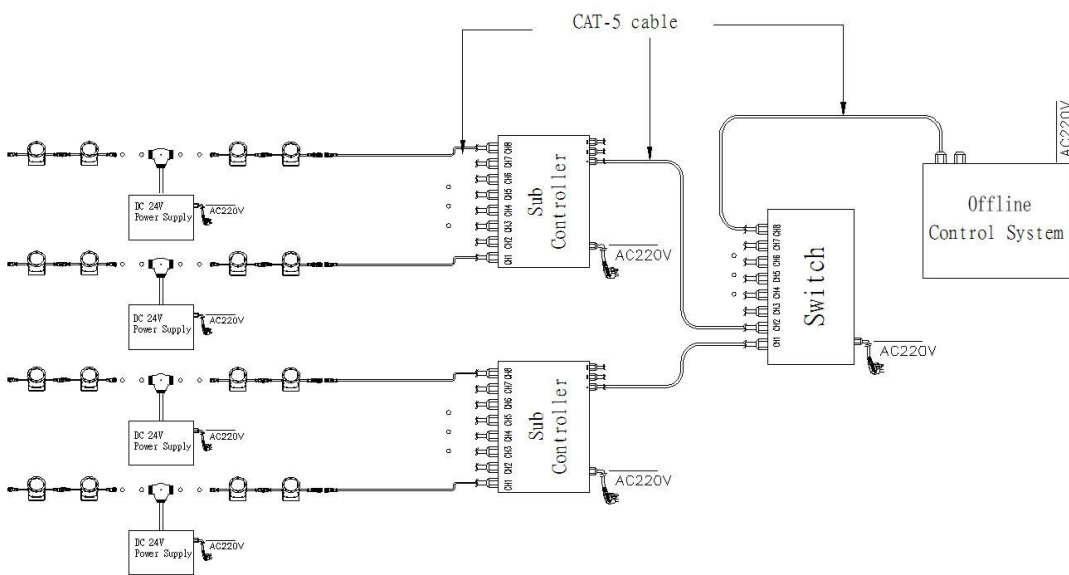 CAT-5 cable
AC220V
Offline
Control System
CH8
CH7
CH6
CH5
CH4
CH3
CH2
CH1
Sub
Controller
AC220V
DC 24V
Power Supply
AC220V
DC 24V
Power Supply
AC220V
CH8
CH7
CH6
CH5
CH4
CH3
CH2
CH1
Switch
AC220V
CH8
CH7
CH6
CH5
CH4
CH3
CH2
CH1
Sub
Controller
AC220V
DC 24V
Power Supply
AC220V
DC 24V
Power Supply
AC220V